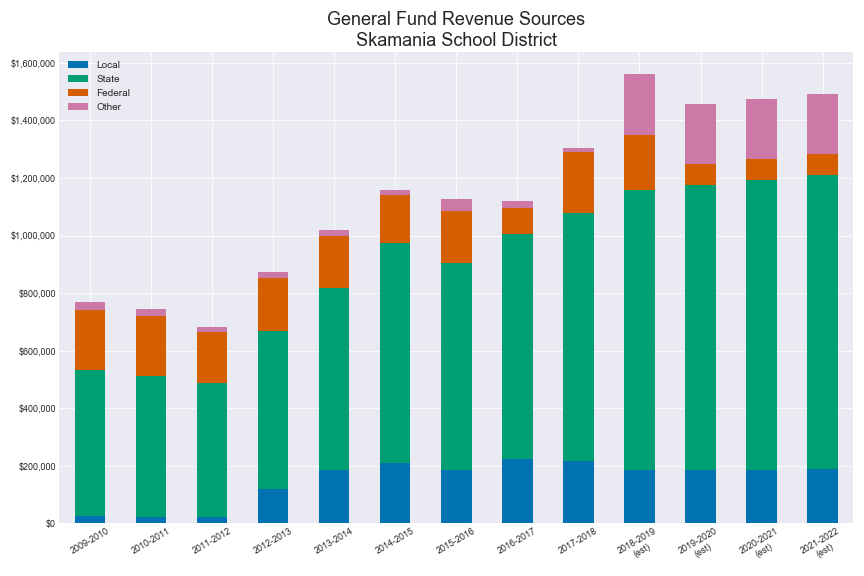 General Fund Revenue Sources
Skamania School District
$1,600,000
$1,400,000
$1,200,000
$1,000,000
$800,000
$600,000
$400,000
$200,000
$0
Local
State
Federal
Other
2009-2010
2010-2011
2011-2012
2012-2013
2013-2014
2014-2015
2015-2016
2016-2017
2017-2018
2018-2019
(est)
2019-2020
(est)
2020-2021
(est)
2021-2022
(est)